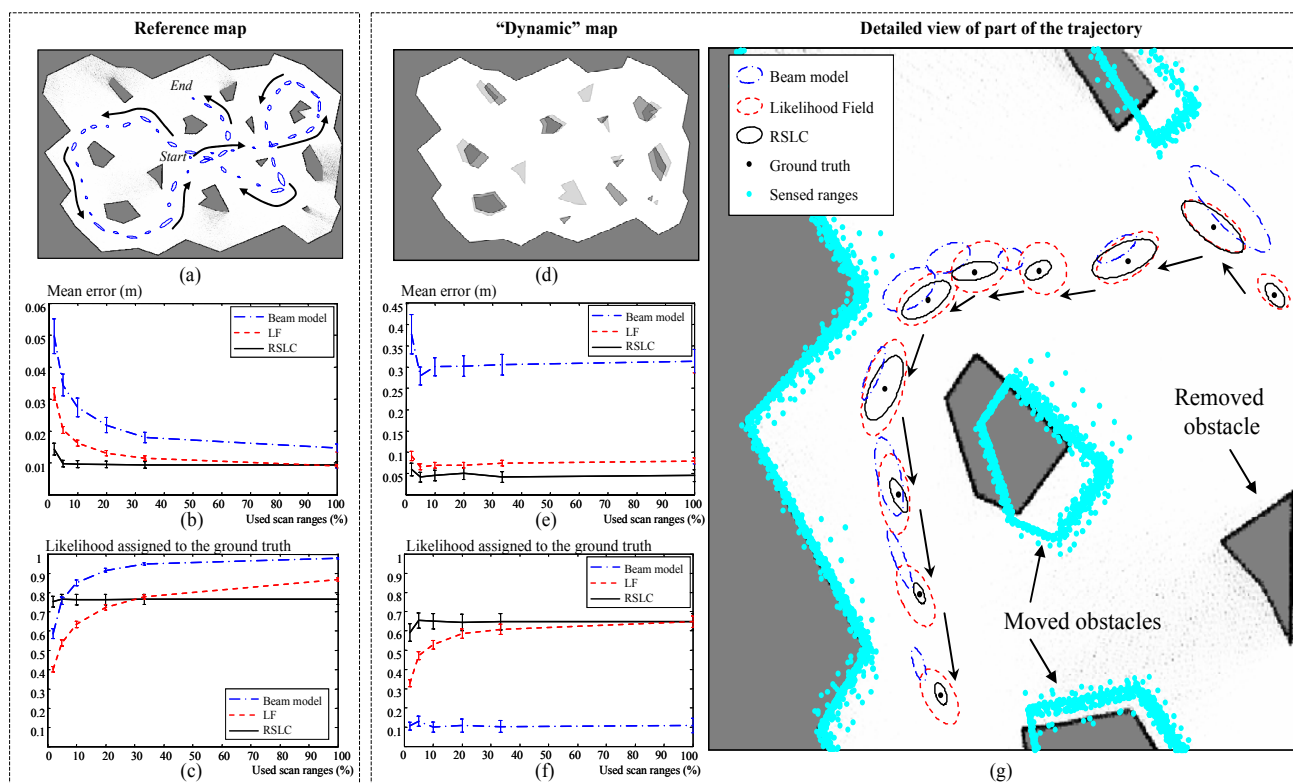 Reference map
End
Start
(a)
Mean error (m)
0.06
0.05
0.04
0.03
0.02
0.01
Beam model
LF
RSLC
0 10 20 30 40 50 60 70 80 90 100
(b)
Used scan ranges (%)
Likelihood assigned to the ground truth
1
0.9
0.8
0.7
0.6
0.5
0.4
0.3
0.2
0.1
Beam model
LF
RSLC
0 10 20 30 40 50 60 70 80 90 100
(c)
Used scan ranges (%)
“Dynamic” map
(d)
Mean error (m)
0.45
0.4
0.35
0.3
0.25
0.2
0.15
0.1
0.05
Beam model
LF
RSLC
0 10 20 30 40 50 60 70 80 90 100
(e)
Used scan ranges (%)
Likelihood assigned to the ground truth
1
0.9
0.8
0.7
0.6
0.5
0.4
0.3
0.2
0.1
Beam model
LF
RSLC
0 10 20 30 40 50 60 70 80 90 100
(f)
Used scan ranges (%)
Detailed view of part of the trajectory
Beam model
Likelihood Field
RSLC
Ground truth
Sensed ranges
Removed
obstacle
Moved obstacles
(g)